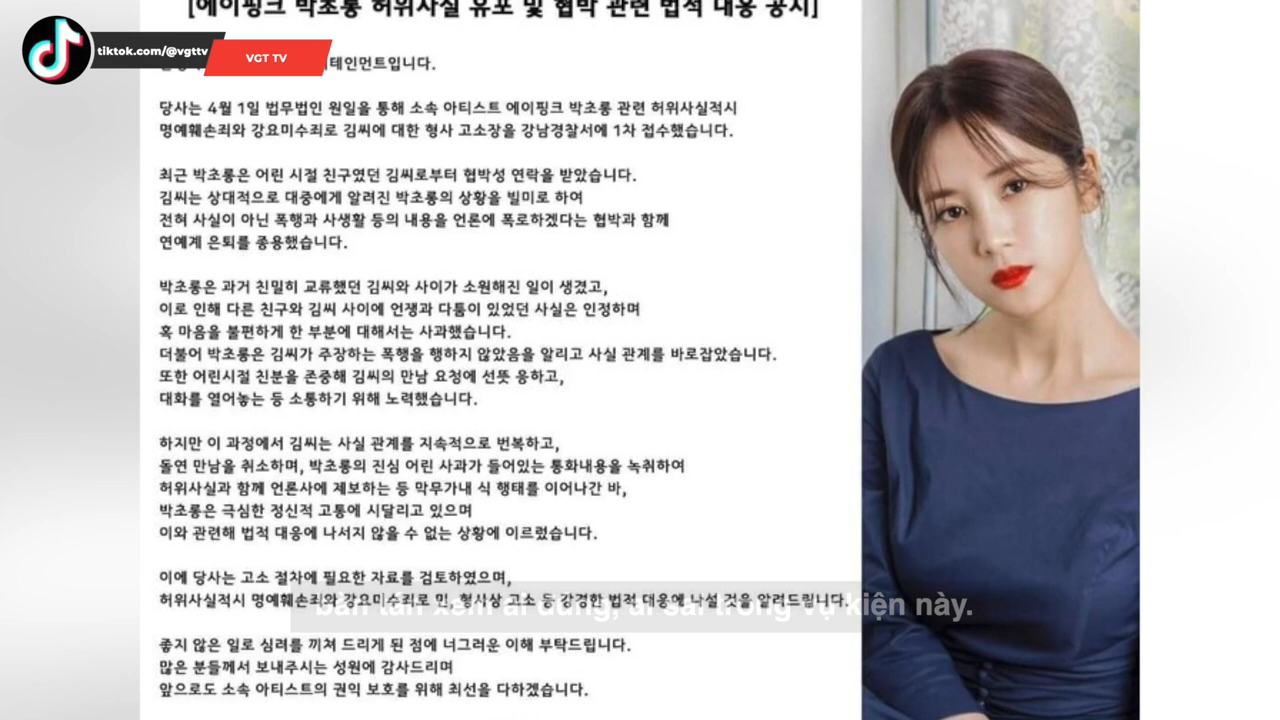 [에이핑크 박초롱 허위사실 유포 및 협박 관련 법적 대응 공지]
tiktok.com/@vgttv
VGT TV
테인먼트입니다.
당사는 4월 1일 법무법인 원일을 통해 소속 아티스트 에이핑크 박초롱 관련 허위사실적시
명예훼손죄와 강요미수죄로 김씨에 대한 형사 고소장을 강남경찰서에 1차 접수했습니다.
최근 박초롱은 어린 시절 친구였던 김씨로부터 협박성 연락을 받았습니다.
김씨는 상대적으로 대중에게 알려진 박초롱의 상황을 빌미로 하여
전혀 사실이 아닌 폭행과 사생활 등의 내용을 언론에 폭로하겠다는 협박과 함께
연예계 은퇴를 종용했습니다.
박초롱은 과거 친밀히 교류했던 김씨와 사이가 소원해진 일이 생겼고,
이로 인해 다른 친구와 김씨 사이에 언쟁과 다툼이 있었던 사실은 인정하며
혹 마음을 불편하게 한 부분에 대해서는 사과했습니다.
더불어 박초롱은 김씨가 주장하는 폭행을 행하지 않았음을 알리고 사실 관계를 바로잡았습니다.
또한 어린시절 친분을 존중해 김씨의 만남 요청에 선뜻 응하고,
대화를 열어놓는 등 소통하기 위해 노력했습니다.
하지만 이 과정에서 김씨는 사실 관계를 지속적으로 번복하고,
돌연 만남을 취소하며, 박초롱의 진심 어린 사과가 들어있는 통화내용을 녹취하여
허위사실과 함께 언론사에 제보하는 등 막무가내 식 행태를 이어나간 바,
박초롱은 극심한 정신적 고통에 시달리고 있으며
이와 관련해 법적 대응에 나서지 않을 수 없는 상황에 이르렀습니다.
이에 당사는 고소 절차에 필요한 자료를 검토하였으며,
허위사실적시 명예훼손죄와 강요미수죄로 민, 형사상 고소 등 강경한 법적 대응에 나설 것을 알려드립니다.
bàn tán xem ai đúng, ai sai trong vụ kiện này.
좋지 않은 일로 심려를 끼쳐 드리게 된 점에 너그러운 이해 부탁드립니다.
많은 분들께서 보내주시는 성원에 감사드리며
앞으로도 소속 아티스트의 권익 보호를 위해 최선을 다하겠습니다.